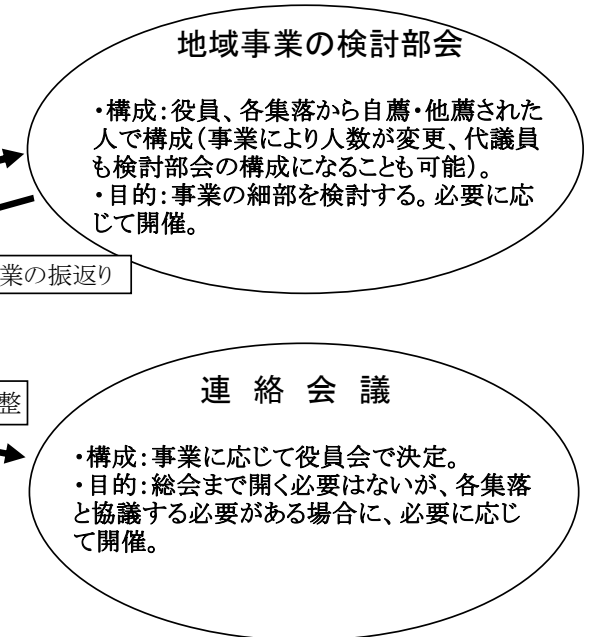 地域事業の検討部会
・構成：役員、各集落から自薦・他薦された
人で構成（事業により人数が変更、代議員
も検討部会の構成になることも可能）。
・目的：事業の細部を検討する。必要に応
じて開催。
業の振返り
連 絡 会 議
整
・構成：事業に応じて役員会で決定。
・目的：総会まで開く必要はないが、各集落
と協議する必要がある場合に、必要に応じ
て開催。